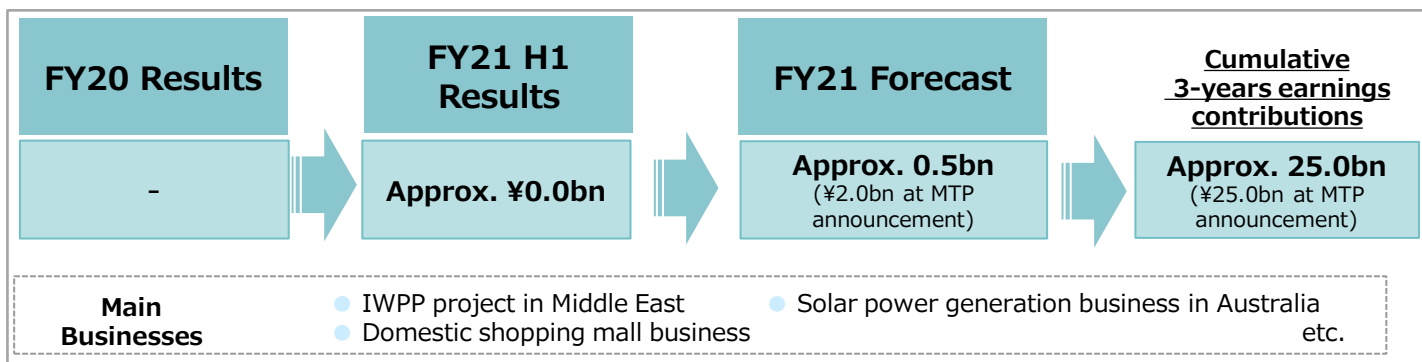 FY20 Results
-
FY21 H1
Results
Approx. ¥0.0bn
FY21 Forecast
Approx. 0.5bn
(¥2.0bn at MTP
announcement)
Cumulative
3-years earnings
contributions
Approx. 25.0bn
(¥25.0bn at MTP
announcement)
Main
Businesses
IWPP project in Middle East
Domestic shopping mall business
Solar power generation business in Australia
etc.